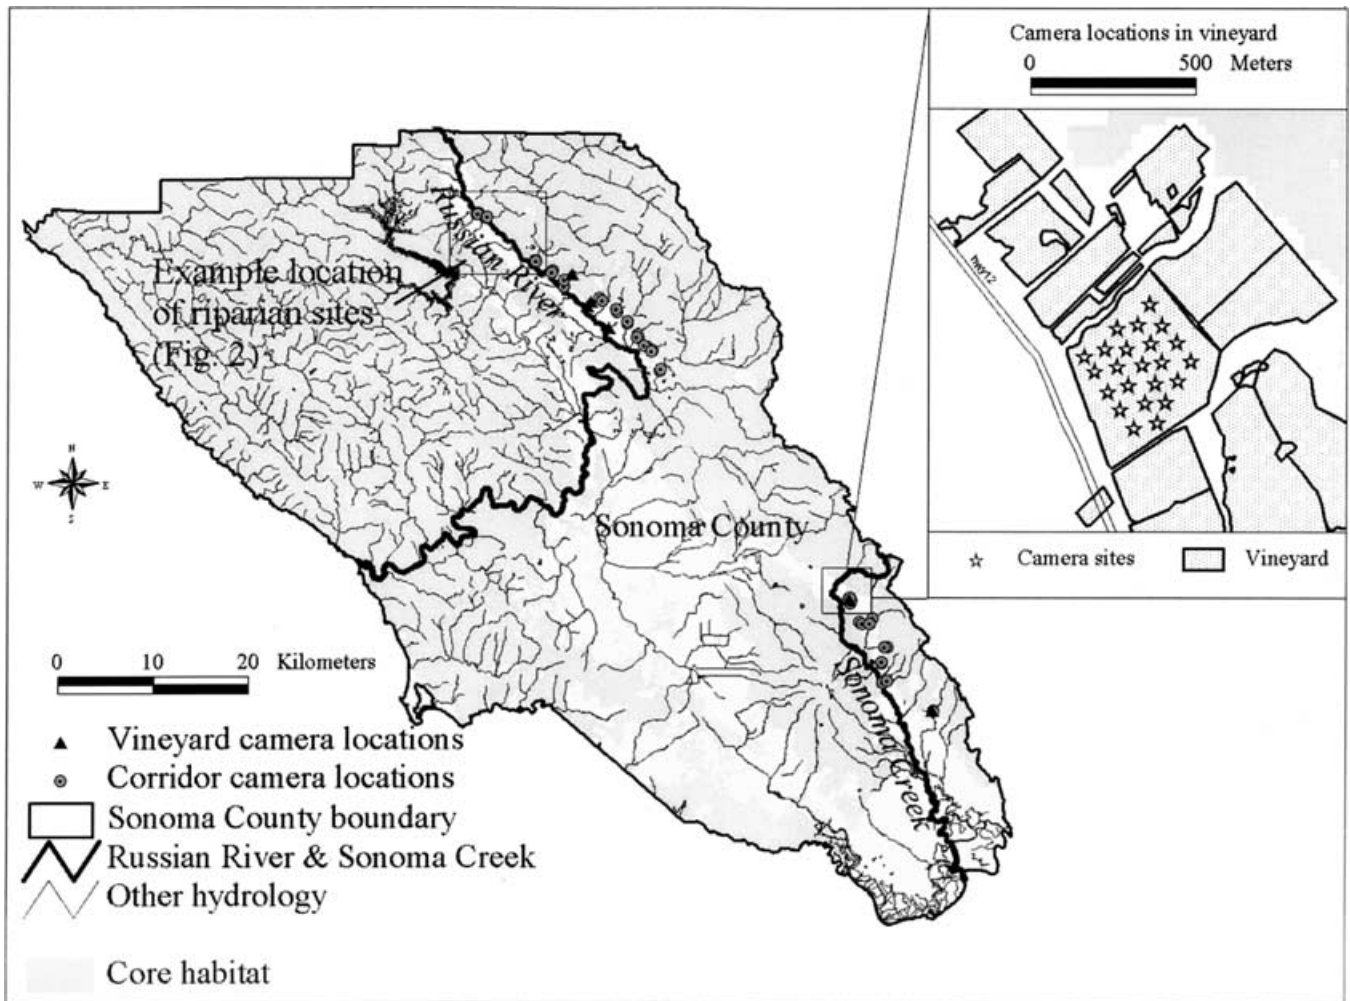 Camera locations in vineyard
0 500 Meters
hwy12
Camera sites
Vineyard
Russian River
Example location
of riparian sites
(Fig. 2)
N
W E
S
Sonoma County
Sonoma Creek
0 10 20 Kilometers
Vineyard camera locations
Corridor camera locations
Sonoma County boundary
Russian River & Sonoma Creek
Other hydrology
Core habitat